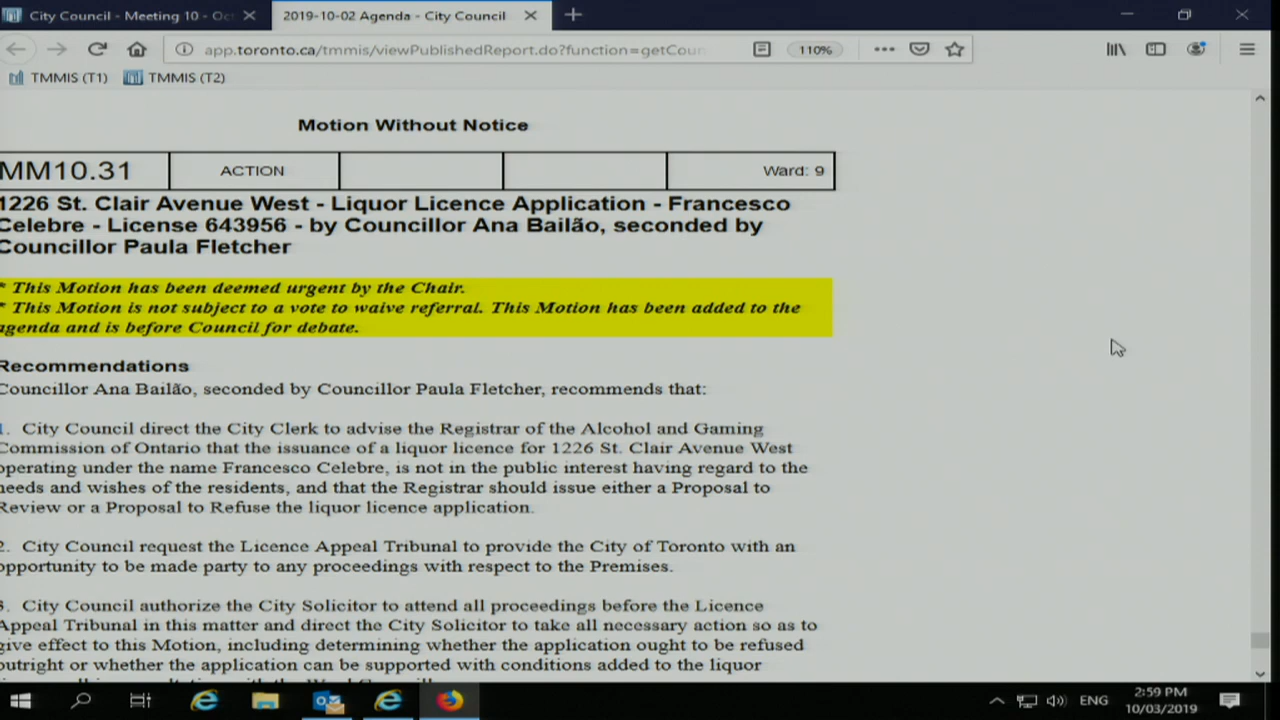 City Council - Meeting 10 - Oc
2019-10-02 Agenda - City Council
app.toronto.ca/tmmis/viewPublishedReport.do?function=getCoun
110%
TMMIS (T1) TMMIS (T2)
Motion Without Notice
MM10.31 ACTION Ward: 9
1226 St. Clair Avenue West - Liquor Licence Application - Francesco
Celebre - License 643956 - by Councillor Ana Bailão, seconded by
Councillor Paula Fletcher
* This Motion has been deemed urgent by the Chair.
* This Motion is not subject to a vote to waive referral. This Motion has been added to the
agenda and is before Council for debate.
Recommendations
Councillor Ana Bailão, seconded by Councillor Paula Fletcher, recommends that:
1. City Council direct the City Clerk to advise the Registrar of the Alcohol and Gaming
Commission of Ontario that the issuance of a liquor licence for 1226 St. Clair Avenue West
operating under the name Francesco Celebre, is not in the public interest having regard to the
needs and wishes of the residents, and that the Registrar should issue either a Proposal to
Review or a Proposal to Refuse the liquor licence application.
2. City Council request the Licence Appeal Tribunal to provide the City of Toronto with an
opportunity to be made party to any proceedings with respect to the Premises.
3. City Council authorize the City Solicitor to attend all proceedings before the Licence
Appeal Tribunal in this matter and direct the City Solicitor to take all necessary action so as to
give effect to this Motion, including determining whether the application ought to be refused
outright or whether the application can be supported with conditions added to the liquor
ENG
2:59 PM
10/03/2019